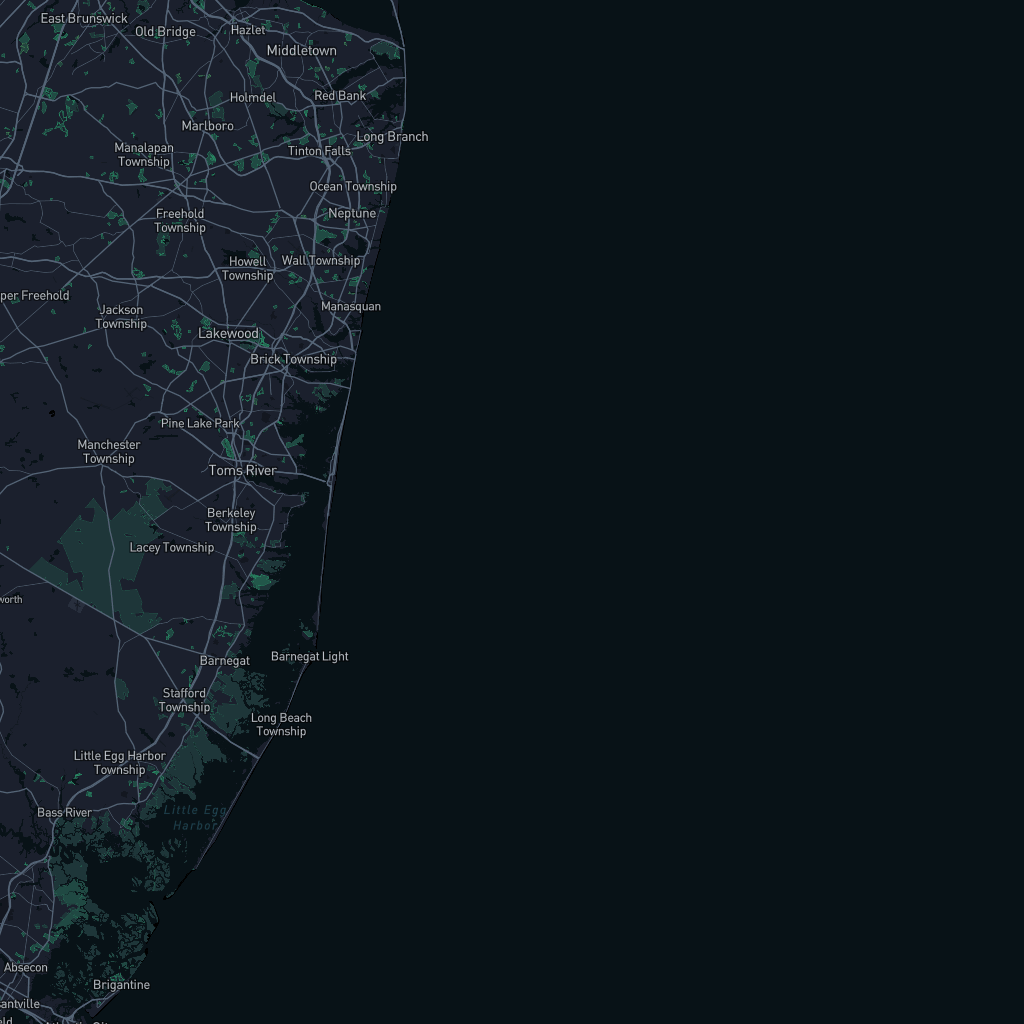 East Brunswick
Old Bridge
Hazlet
Middletown
Holmdel
Red Bank
Marlboro
Long Branch
Manalapan
Township
Tinton Falls
Ocean Township
Freehold
Township
Neptune
Howell
Township
Wall Township
per Freehold
Jackson
Township
Manasquan
Lakewood
Brick Township
Pine Lake Park
Manchester
Township
Toms River
Berkeley
Township
Lacey Township
worth
Barnegat
Barnegat Light
Stafford
Township
Long Beach
Township
Little Egg Harbor
Township
Bass River
Little Egg
Harbor
Absecon
Brigantine
antville